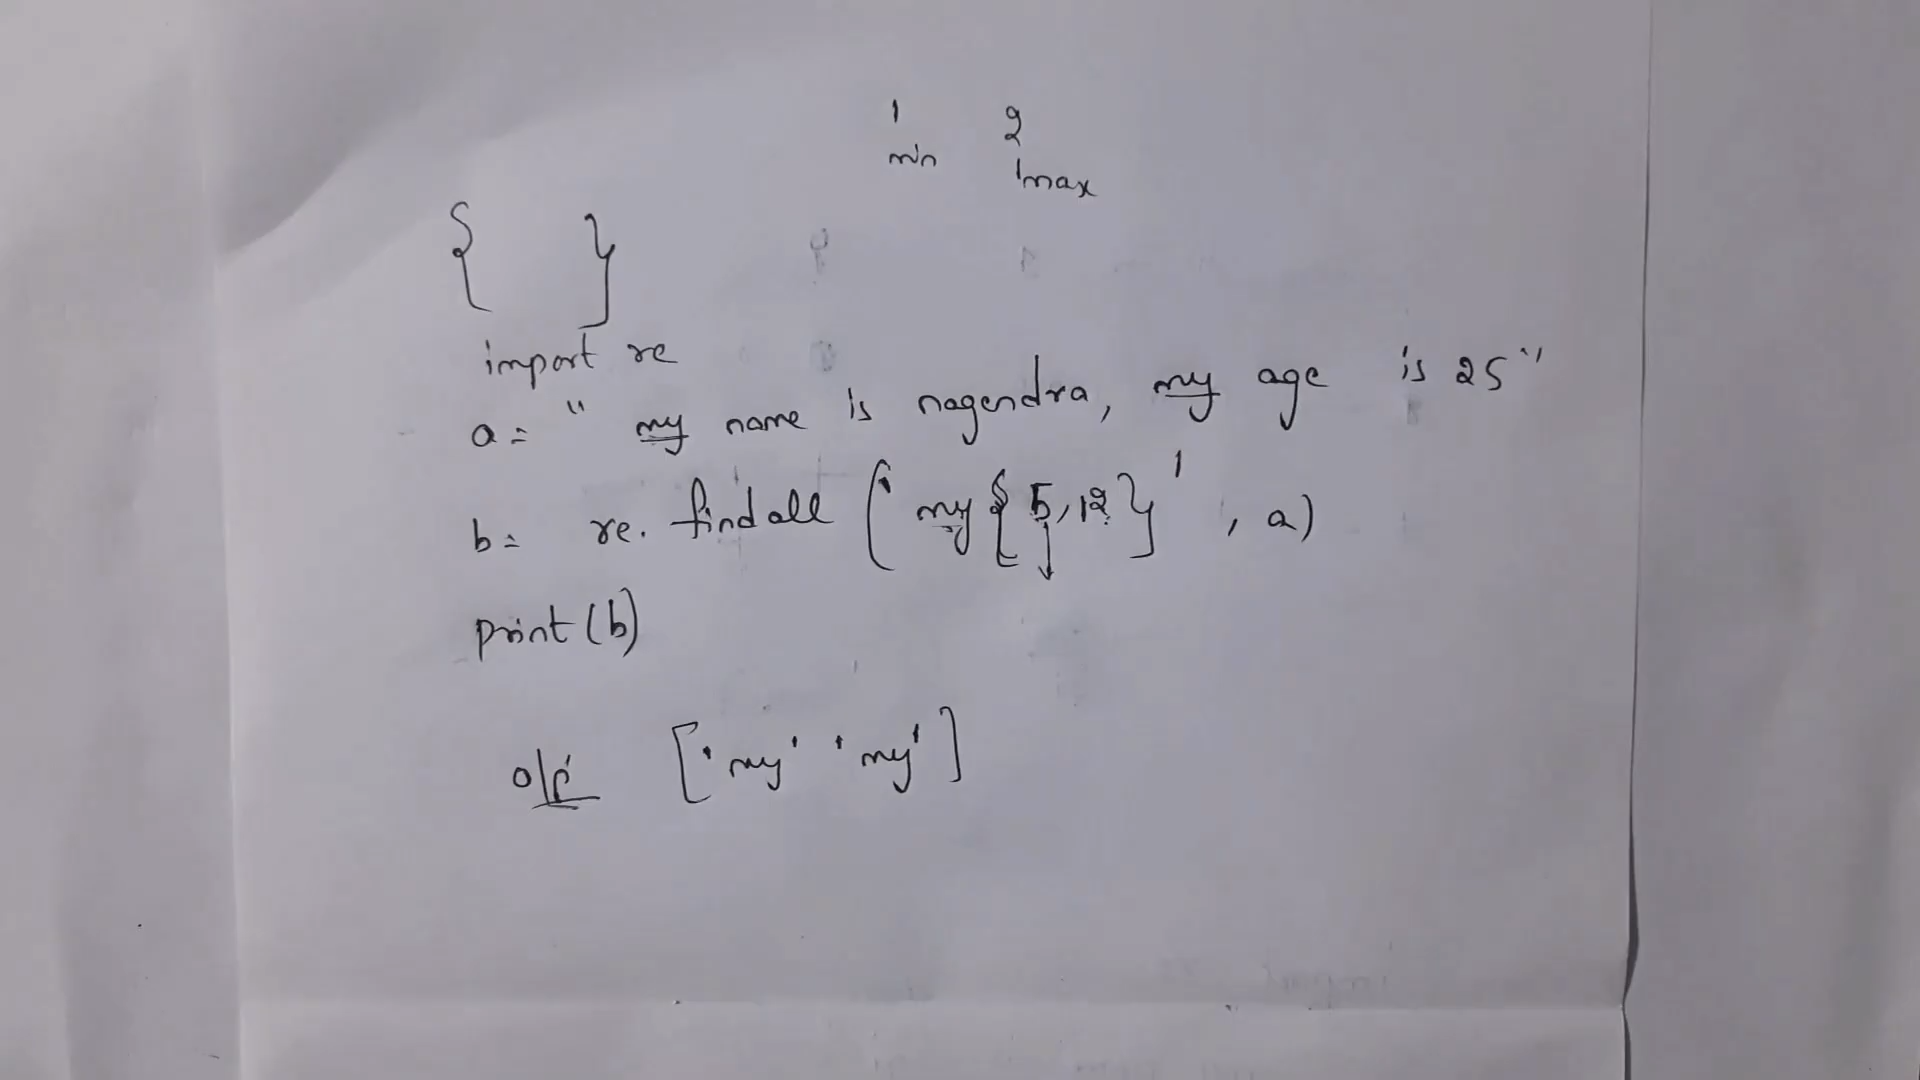 1 2
min max
{ }
import re
a = " my name is nagendra, my age is 25"
b = re. findall ('my{5,12}' , a)
print (b)
o/p ['my' 'my']